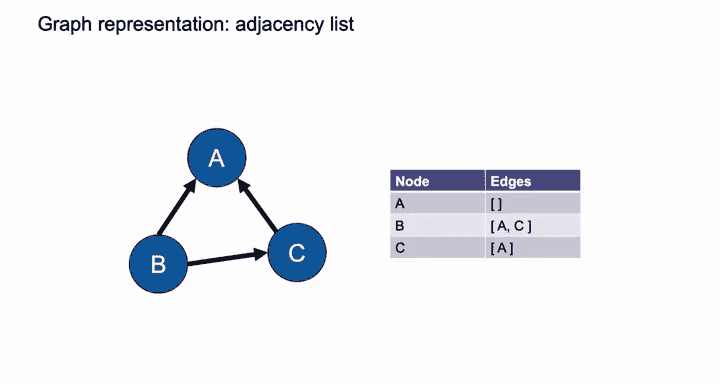 Graph representation: adjacency list
A
B
C
Node Edges
A [ ]
B [ A, C ]
C [ A ]